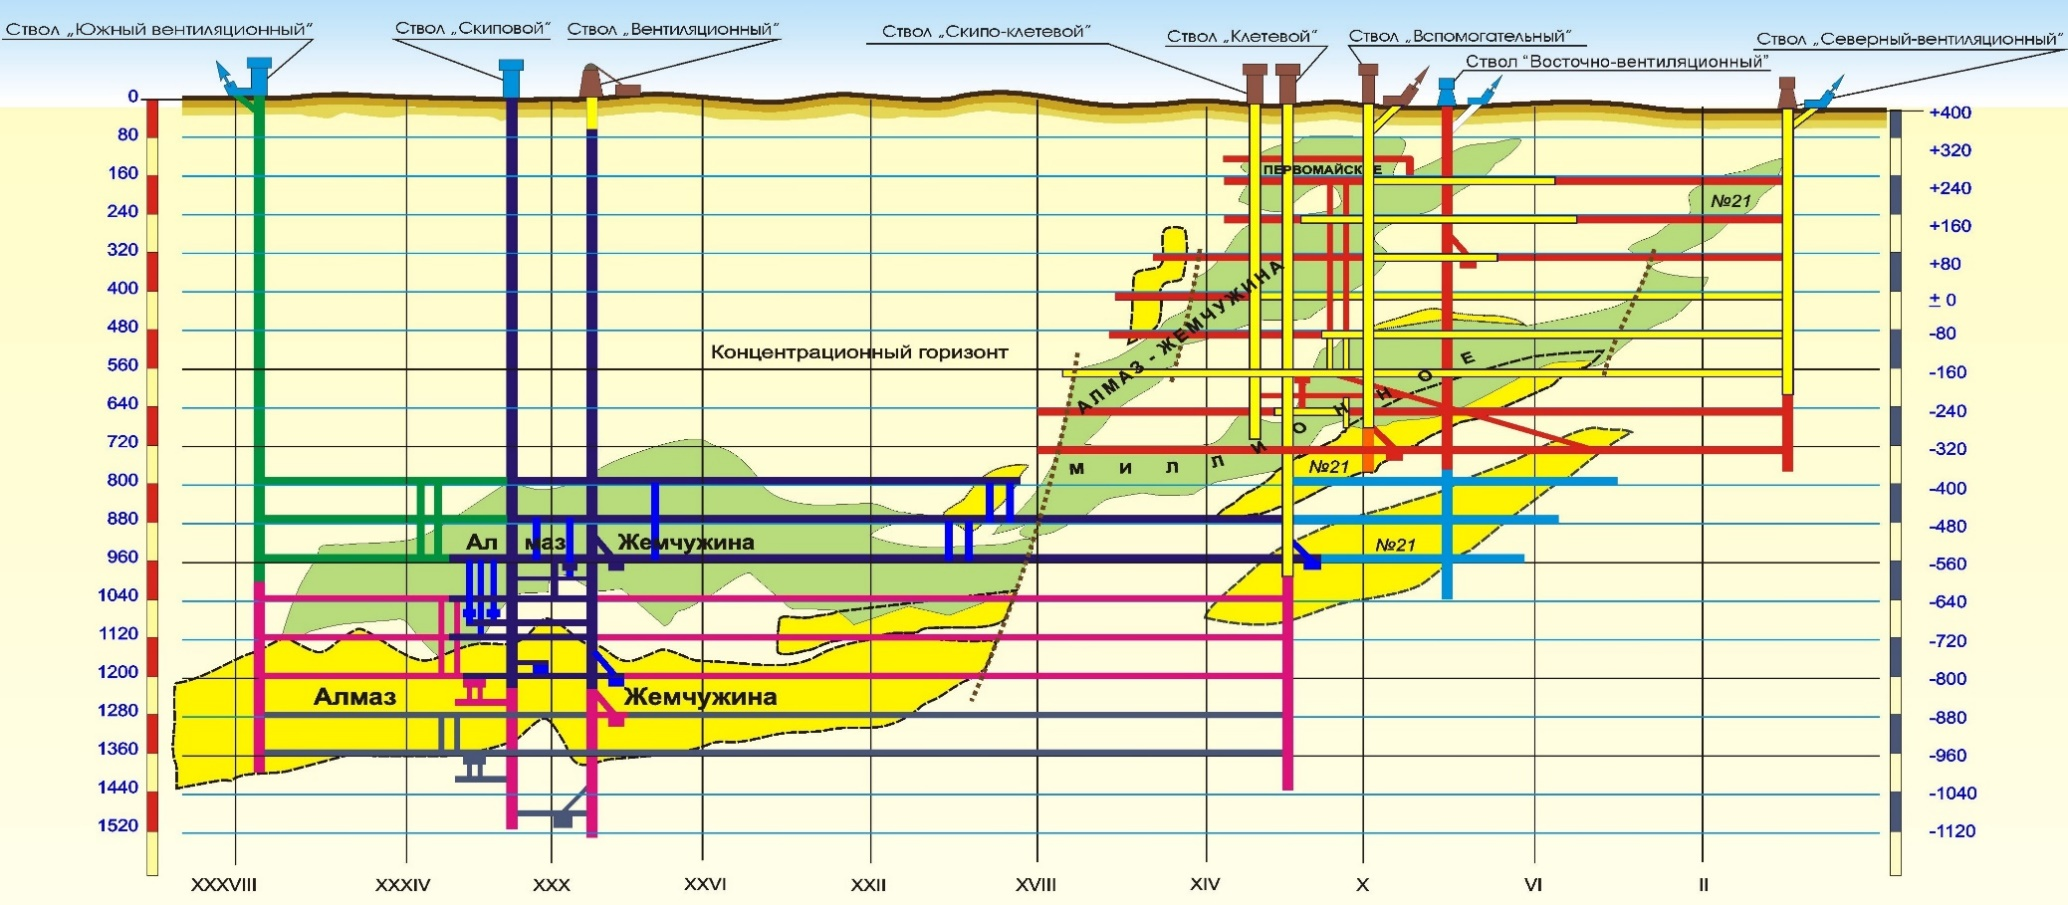 Ствол „Южный вентиляционный"
Ствол „Скиповой"
Ствол „Вентиляционный"
Ствол „Скипо-клетевой"
Ствол „Клетевой"
Ствол „Вспомогательный"
Ствол "Восточно-вентиляционный"
Ствол „Северный-вентиляционный"
0
80
160
240
320
400
480
560
640
720
800
880
960
1040
1120
1200
1280
1360
1440
1520
+400
+320
+240
+160
+80
± 0
-80
-160
-240
-320
-400
-480
-560
-640
-720
-800
-880
-960
-1040
-1120
ПЕРВОМАЙСКИЕ
№21
АЛМАЗ - ЖЕМЧУЖИНА
Концентрационный горизонт
МИЛЛИОННОЕ
№21
№21
Алмаз Жемчужина
Алмаз Жемчужина
XXXVIII
XXXIV
XXX
XXVI
XXII
XVIII
XIV
X
VI
II